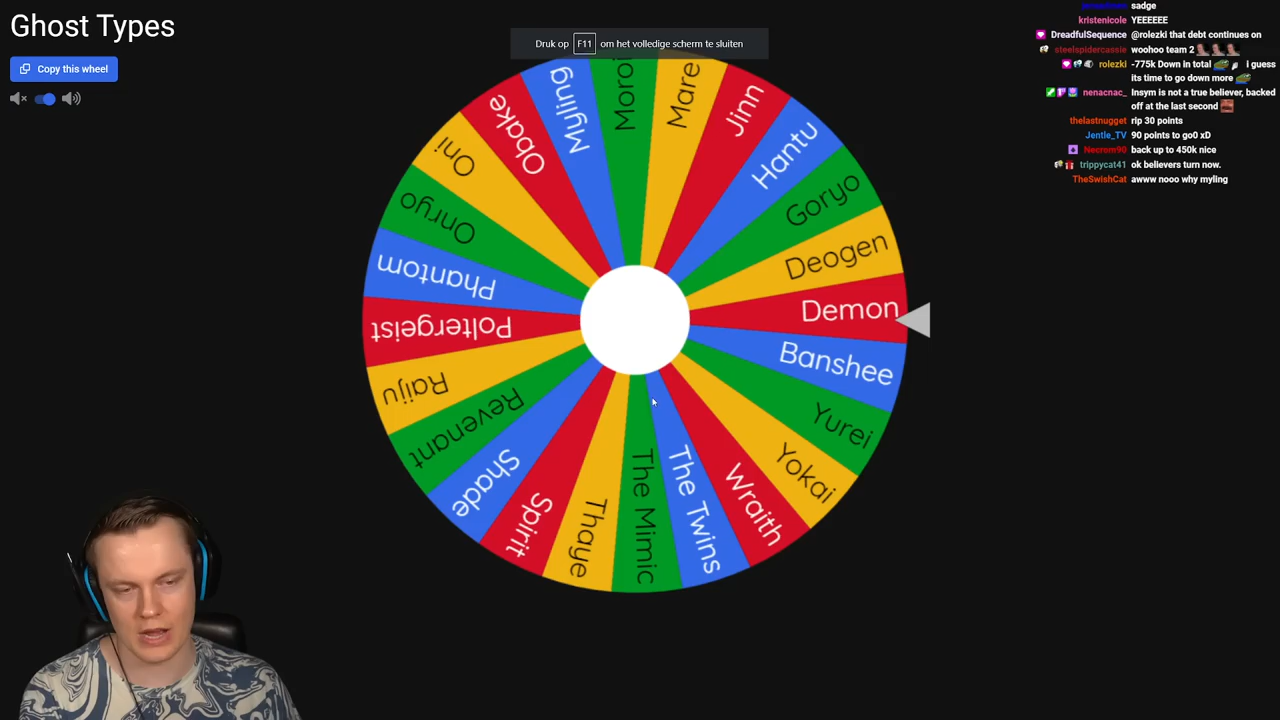 Ghost Types
Copy this wheel
Druk op F11 om het volledige scherm te sluiten
Moroi
Mare
Jinn
Hantu
Goryo
Deogen
Demon
Banshee
Yurei
Yokai
Wraith
The Twins
The Mimic
Thaye
Spirit
Shade
Revenant
Raiju
Poltergeist
Phantom
Onryo
Oni
Obake
Myling
sadge
kristenicole YEEEEEE
DreadfulSequence @rolezki that debt continues on
steelspidercassie woohoo team 2
rolezki -775k Down in total i guess
its time to go down more
nenacnac_ Insym is not a true believer, backed
off at the last second
thelastnugget rip 30 points
Jentle_TV 90 points to go0 xD
Necrem90 back up to 450k nice
trippycat41 ok believers turn now.
TheSwishCat awww nooo why myling